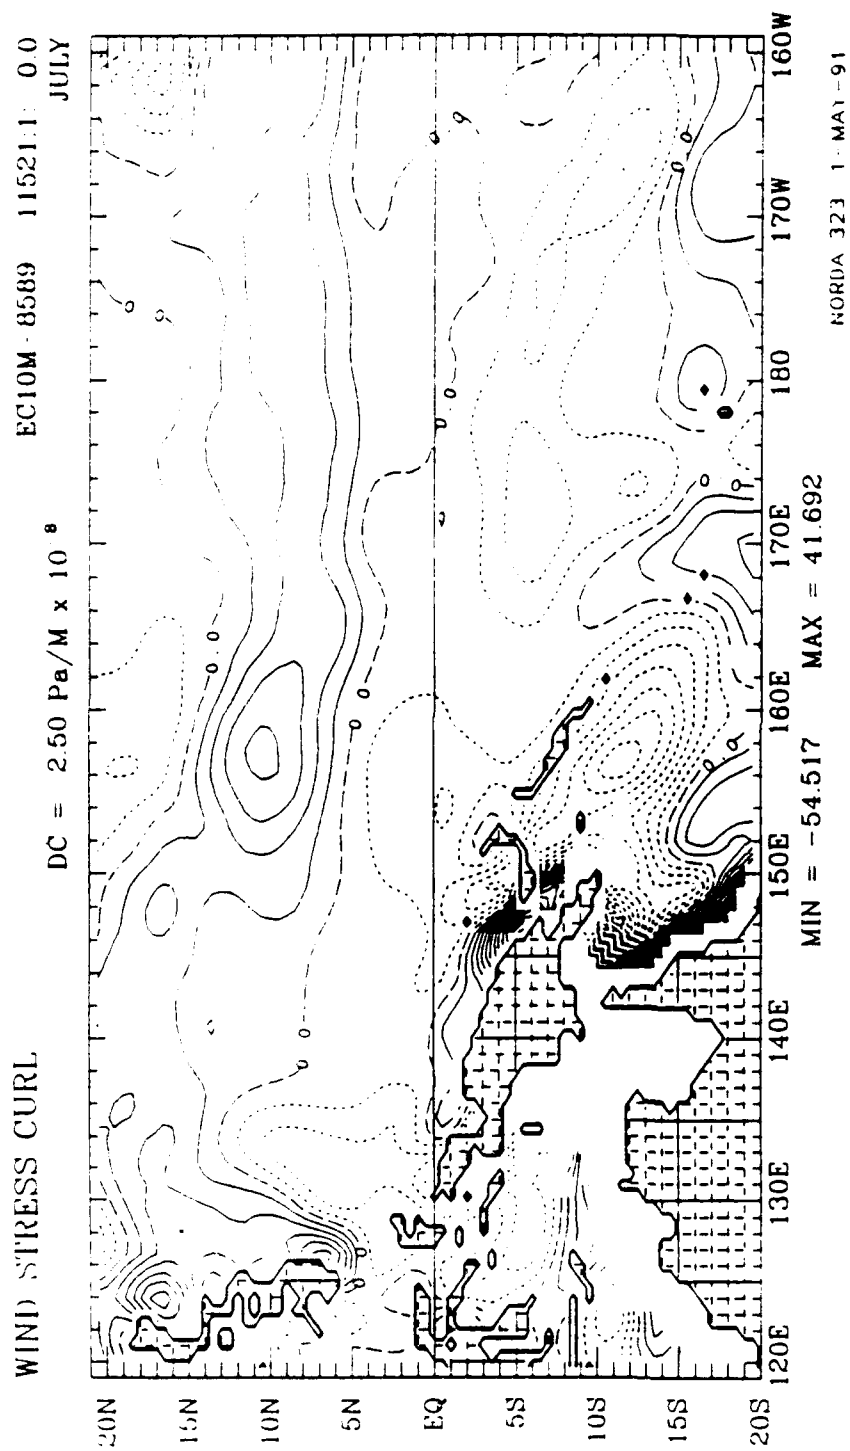 WIND STRESS CURL
EC10M-8589 11521:1 0.0
DC = 2.50 Pa/M x 10 8
JULY
20N
15N
10N
5N
EQ
5S
10S
15S
20S
120E 130E 140E 150E 160E 170E 180 170W 160W
MIN = -54.517 MAX = 41.692
NORDA 323 1-MAY-91